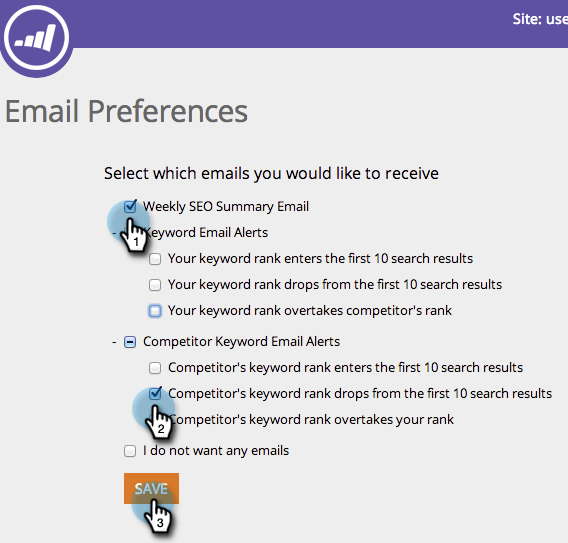 Site: use
Email Preferences
Select which emails you would like to receive
Weekly SEO Summary Email
1
- Keyword Email Alerts
Your keyword rank enters the first 10 search results
Your keyword rank drops from the first 10 search results
Your keyword rank overtakes competitor's rank
- Competitor Keyword Email Alerts
Competitor's keyword rank enters the first 10 search results
Competitor's keyword rank drops from the first 10 search results
2
Competitor's keyword rank overtakes your rank
I do not want any emails
SAVE
3